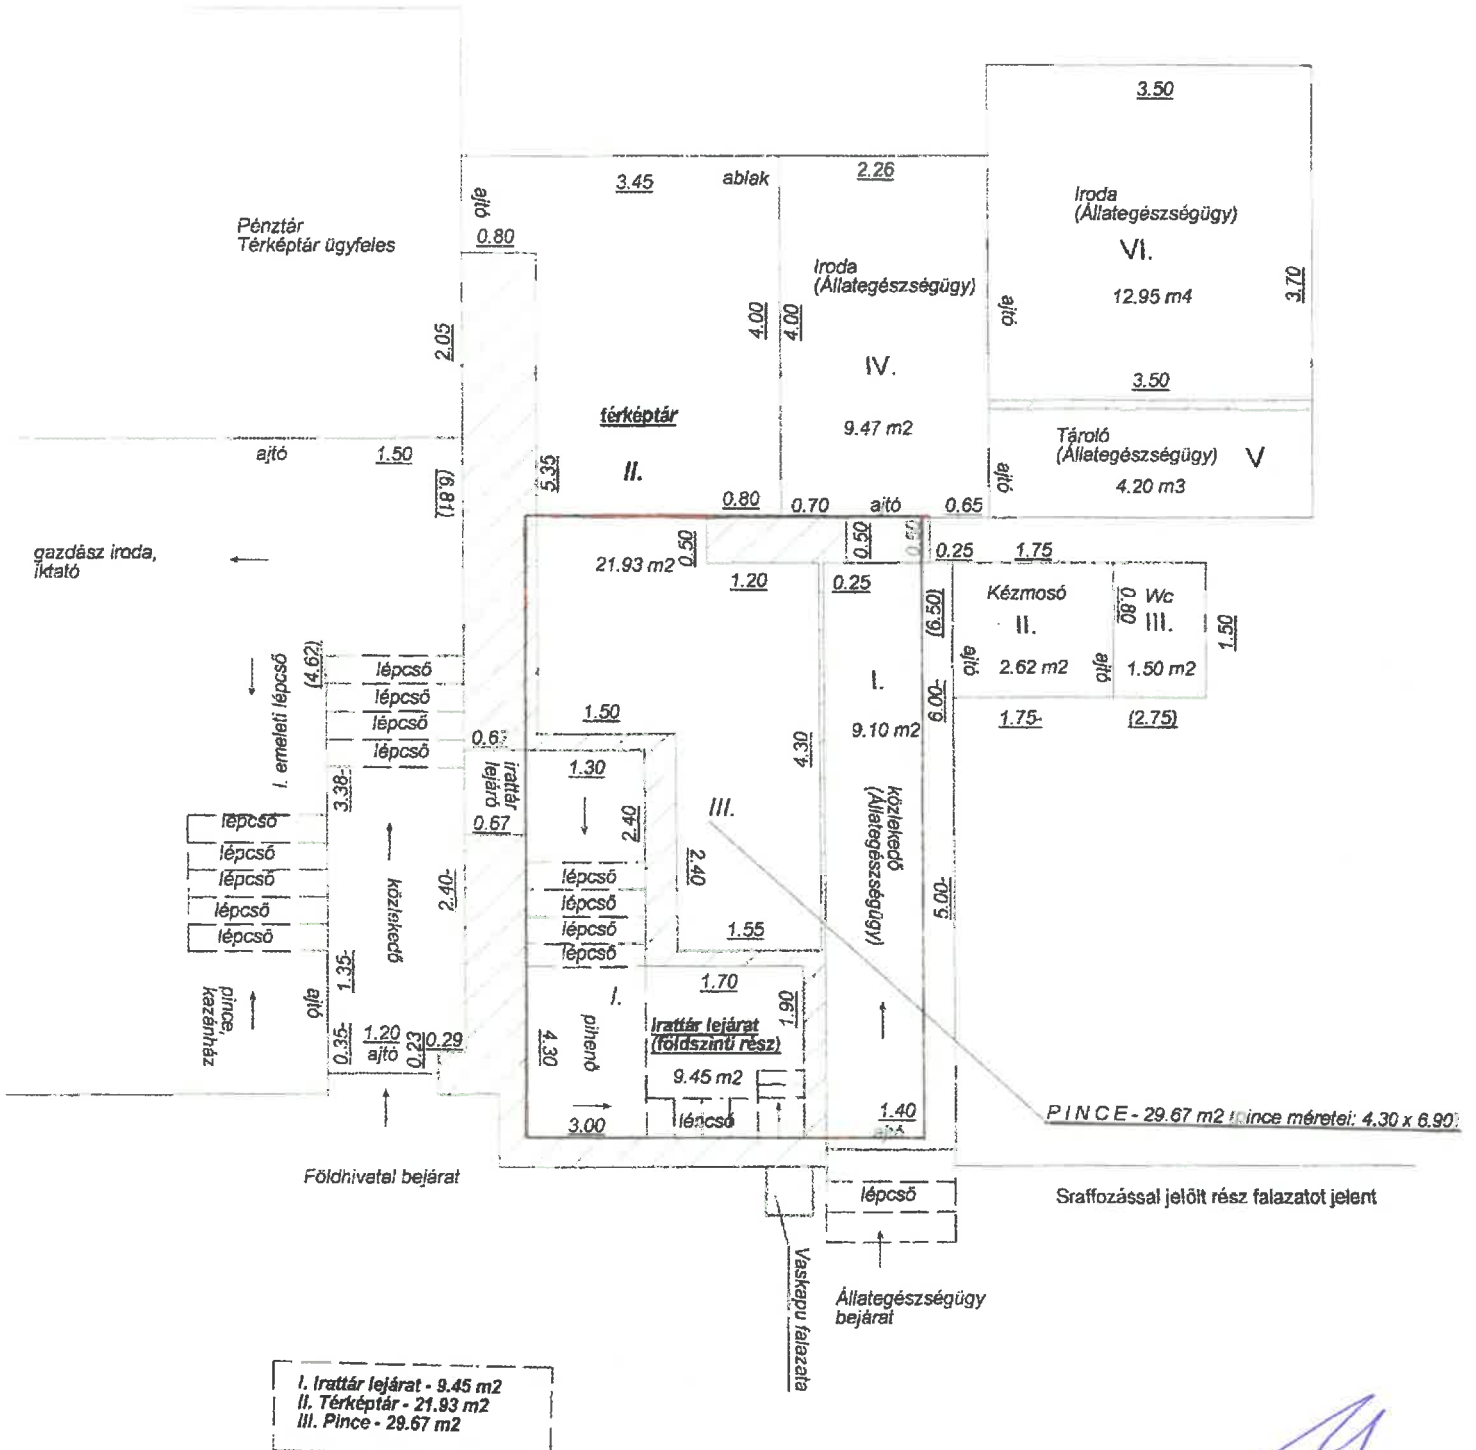 3.50
3.45
ablak
2.26
ajtó
0.80
Pénztár
Térképtár ügyfeles
Iroda
(Állategészségügy)
VI.
12.95 m4
3.70
ajtó
3.50
Iroda
(Állategészségügy)
4.00
4.00
IV.
9.47 m2
2.05
térképtár
II.
5.35
Tároló
(Állategészségügy)
V
4.20 m3
ajtó
ajtó
1.50
(6.81)
0.80
0.70
ajtó
0.65
gazdász iroda,
iktató
21.93 m2
0.50
1.20
0.50
0.50
0.25
0.25
1.75
(6.50)
Kézmosó
II.
2.62 m2
ajtó
ajtó
0.80
Wc
III.
1.50 m2
1.50
1.75-
(2.75)
I.
9.10 m2
6.00-
I. emeleti lépcső
(4.62)
lépcső
lépcső
lépcső
lépcső
1.50
irattár
lejáró
0.67
1.30
2.40
4.30
III.
2.40
közlekedő
(Állategészségügy)
5.00-
3.38-
lépcső
lépcső
lépcső
lépcső
lépcső
közlekedő
2.40-
lépcső
lépcső
lépcső
lépcső
1.55
1.35-
ajtó
pince,
kazánház
0.35-
1.20
ajtó
0.23
0.29
I.
pihenő
4.30
1.70
1.90
Irattár lejárat
(földszinti rész)
9.45 m2
lépcső
3.00
1.40
ajtó
PINCE - 29.67 m2 (pince méretei: 4.30 x 6.90)
Földhivatal bejárat
lépcső
Sraffozással jelölt rész falazatot jelent
Vaskapu falazata
Állategészségügy
bejárat
I. Irattár lejárat - 9.45 m2
II. Térképtár - 21.93 m2
III. Pince - 29.67 m2